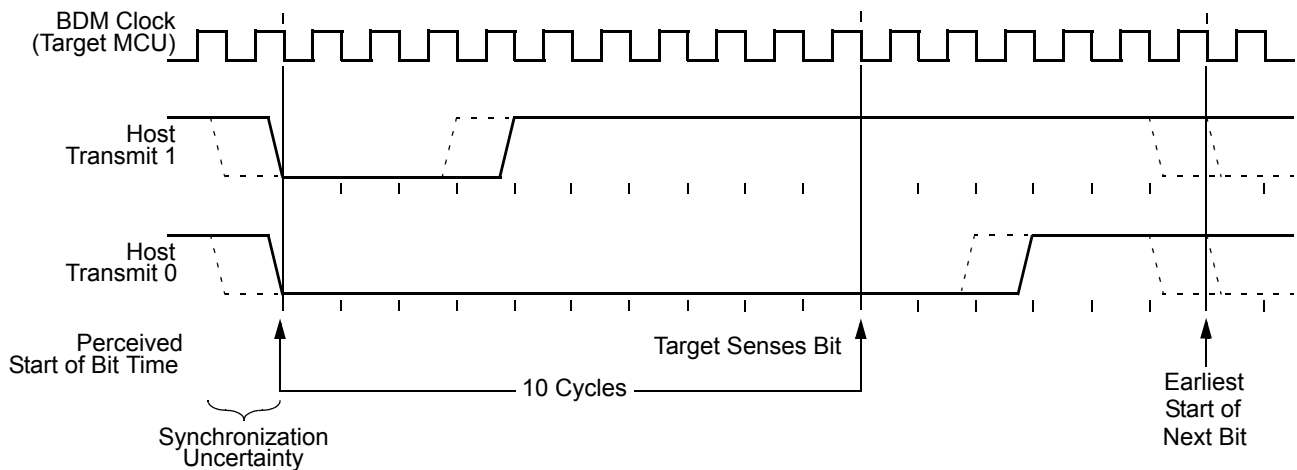 BDM Clock
(Target MCU)
Host
Transmit 1
Host
Transmit 0
Perceived
Start of Bit Time
Target Senses Bit
10 Cycles
Earliest
Start of
Next Bit
Synchronization
Uncertainty